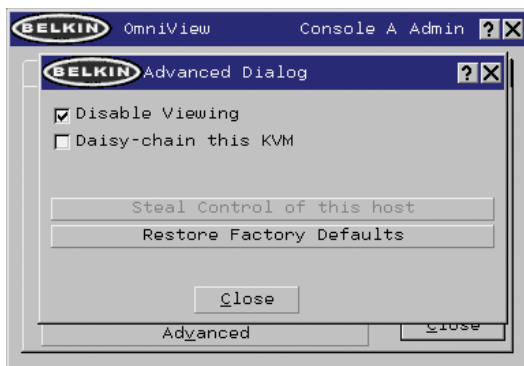 BELKIN OmniView Console A Admin ? X
BELKIN Advanced Dialog ? X
Disable Viewing
Daisy-chain this KVM
Steal Control of this host
Restore Factory Defaults
Close
Advanced Close